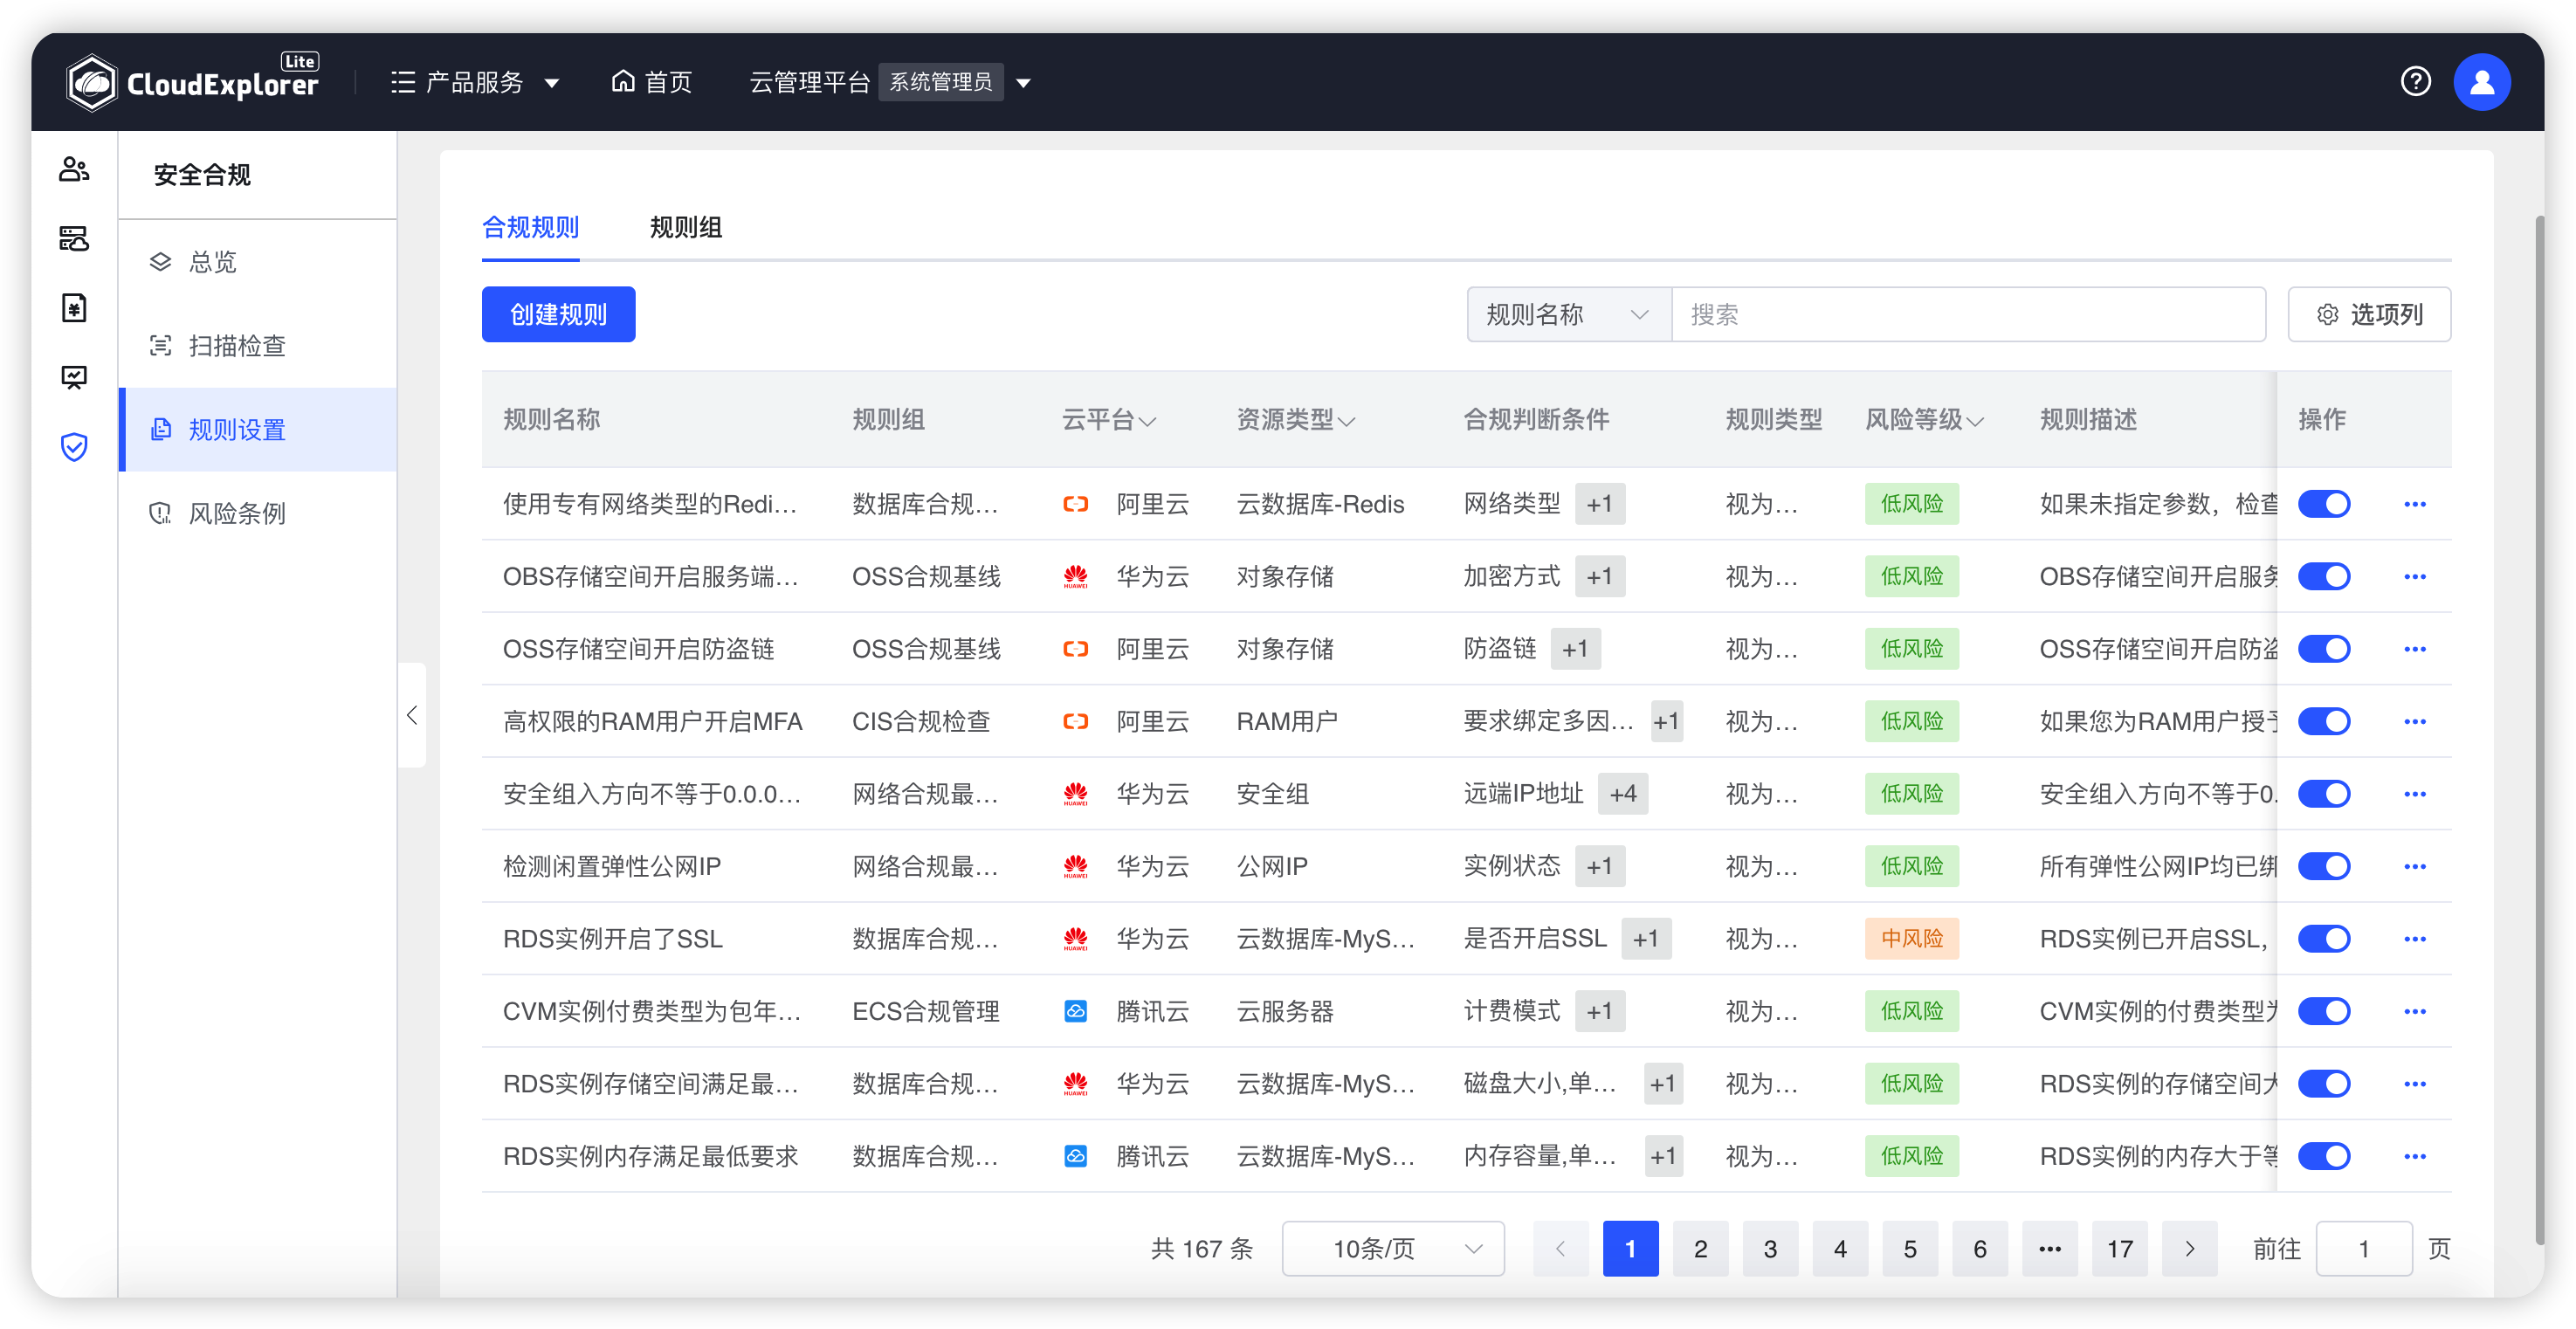 CloudExplorer Lite 产品服务 首页 云管理平台 系统管理员
安全合规
总览
扫描检查
规则设置
风险条例
合规规则 规则组
创建规则 规则名称 搜索 选项列
规则名称 规则组 云平台 资源类型 合规判断条件 规则类型 风险等级 规则描述 操作
使用专有网络类型的Redi... 数据库合规... 阿里云 云数据库-Redis 网络类型 +1 视为... 低风险 如果未指定参数，检查
OBS存储空间开启服务端... OSS合规基线 HUAWEI 华为云 对象存储 加密方式 +1 视为... 低风险 OBS存储空间开启服务
OSS存储空间开启防盗链 OSS合规基线 阿里云 对象存储 防盗链 +1 视为... 低风险 OSS存储空间开启防盗
高权限的RAM用户开启MFA CIS合规检查 阿里云 RAM用户 要求绑定多因... +1 视为... 低风险 如果您为RAM用户授予
安全组入方向不等于0.0.0... 网络合规最... HUAWEI 华为云 安全组 远端IP地址 +4 视为... 低风险 安全组入方向不等于0.
检测闲置弹性公网IP 网络合规最... HUAWEI 华为云 公网IP 实例状态 +1 视为... 低风险 所有弹性公网IP均已绑
RDS实例开启了SSL 数据库合规... HUAWEI 华为云 云数据库-MyS... 是否开启SSL +1 视为... 中风险 RDS实例已开启SSL，
CVM实例付费类型为包年... ECS合规管理 腾讯云 云服务器 计费模式 +1 视为... 低风险 CVM实例的付费类型为
RDS实例存储空间满足最... 数据库合规... HUAWEI 华为云 云数据库-MyS... 磁盘大小,单... +1 视为... 低风险 RDS实例的存储空间大
RDS实例内存满足最低要求 数据库合规... 腾讯云 云数据库-MyS... 内存容量,单... +1 视为... 低风险 RDS实例的内存大于等
共 167 条 10条/页 1 2 3 4 5 6 ••• 17 前往 1 页